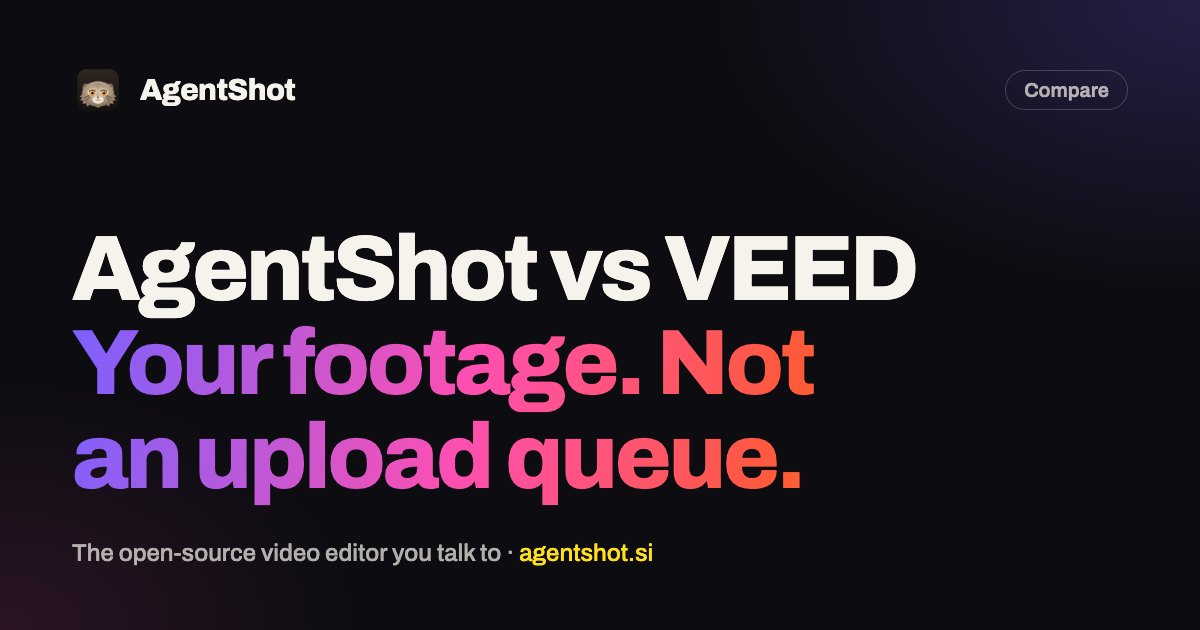 AgentShot
Compare
AgentShot vs VEED
Your footage. Not
an upload queue.
The open-source video editor you talk to · agentshot.si